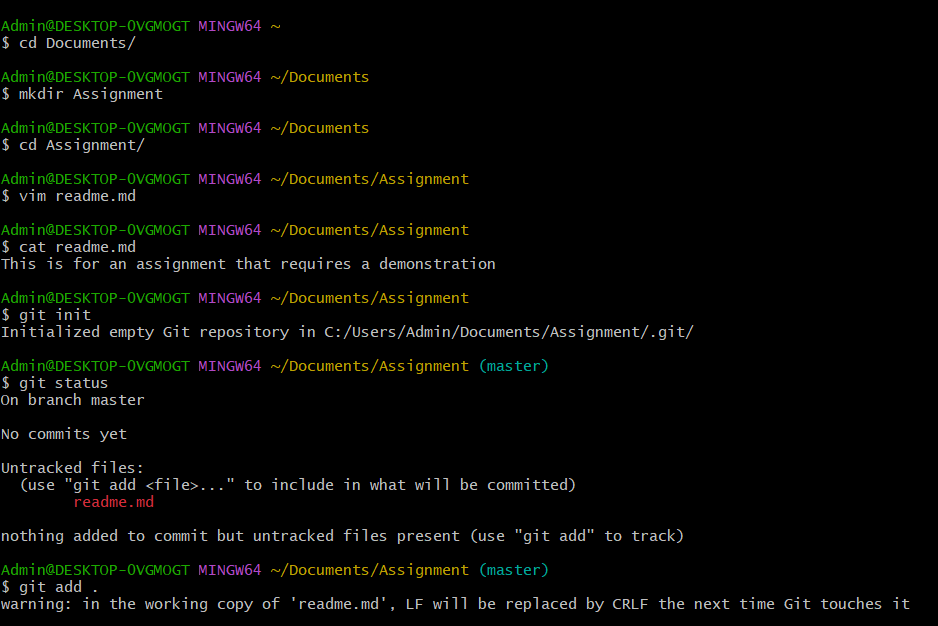 Admin@DESKTOP-OVGMOGT MINGW64 ~
$ cd Documents/
Admin@DESKTOP-OVGMOGT MINGW64 ~/Documents
$ mkdir Assignment
Admin@DESKTOP-OVGMOGT MINGW64 ~/Documents
$ cd Assignment/
Admin@DESKTOP-OVGMOGT MINGW64 ~/Documents/Assignment
$ vim readme.md
Admin@DESKTOP-OVGMOGT MINGW64 ~/Documents/Assignment
$ cat readme.md
This is for an assignment that requires a demonstration
Admin@DESKTOP-OVGMOGT MINGW64 ~/Documents/Assignment
$ git init
Initialized empty Git repository in C:/Users/Admin/Documents/Assignment/.git/
Admin@DESKTOP-OVGMOGT MINGW64 ~/Documents/Assignment (master)
$ git status
On branch master
No commits yet
Untracked files:
  (use "git add <file>..." to include in what will be committed)
        readme.md
nothing added to commit but untracked files present (use "git add" to track)
Admin@DESKTOP-OVGMOGT MINGW64 ~/Documents/Assignment (master)
$ git add .
warning: in the working copy of 'readme.md', LF will be replaced by CRLF the next time Git touches it